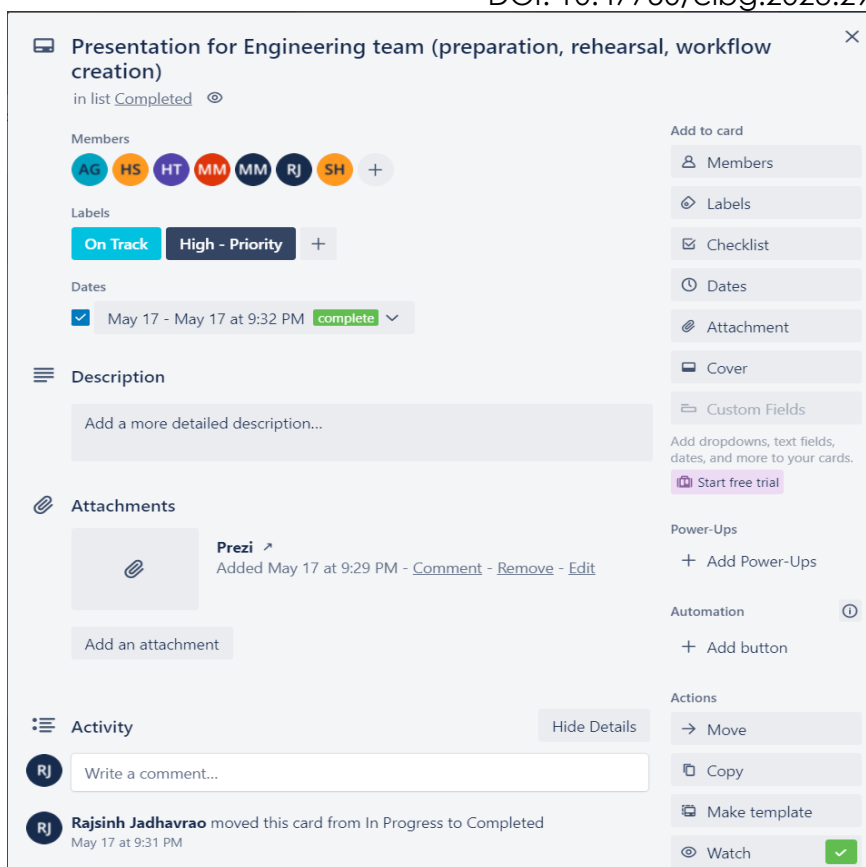 Presentation for Engineering team (preparation, rehearsal, workflow
creation)
in list Completed
Members
AG HS HT MM MM RJ SH +
Labels
On Track High - Priority +
Dates
May 17 - May 17 at 9:32 PM complete
Description
Add a more detailed description...
Attachments
Prezi ↗
Added May 17 at 9:29 PM - Comment - Remove - Edit
Add an attachment
Activity
Hide Details
RJ
Write a comment...
RJ
Rajsinh Jadhavrao moved this card from In Progress to Completed
May 17 at 9:31 PM
Add to card
Members
Labels
Checklist
Dates
Attachment
Cover
Custom Fields
Add dropdowns, text fields,
dates, and more to your cards.
Start free trial
Power-Ups
+ Add Power-Ups
Automation
+ Add button
Actions
→ Move
Copy
Make template
Watch